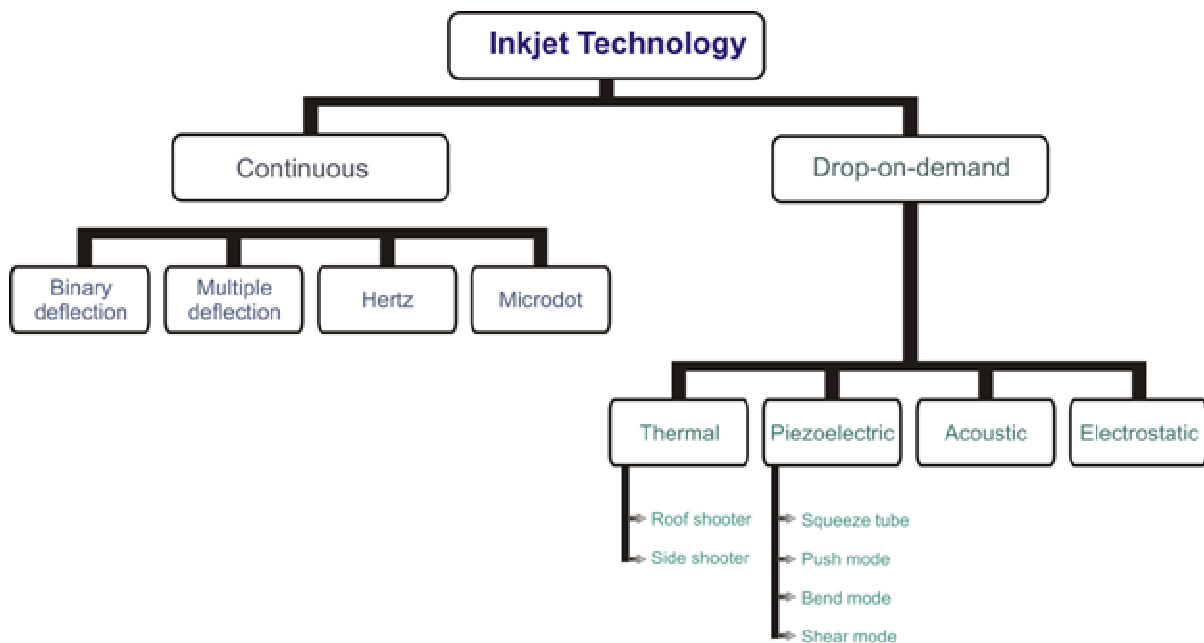 Inkjet Technology
Continuous
Drop-on-demand
Binary
deflection
Multiple
deflection
Hertz
Microdot
Thermal
Piezoelectric
Acoustic
Electrostatic
Roof shooter
Side shooter
Squeeze tube
Push mode
Bend mode
Shear mode